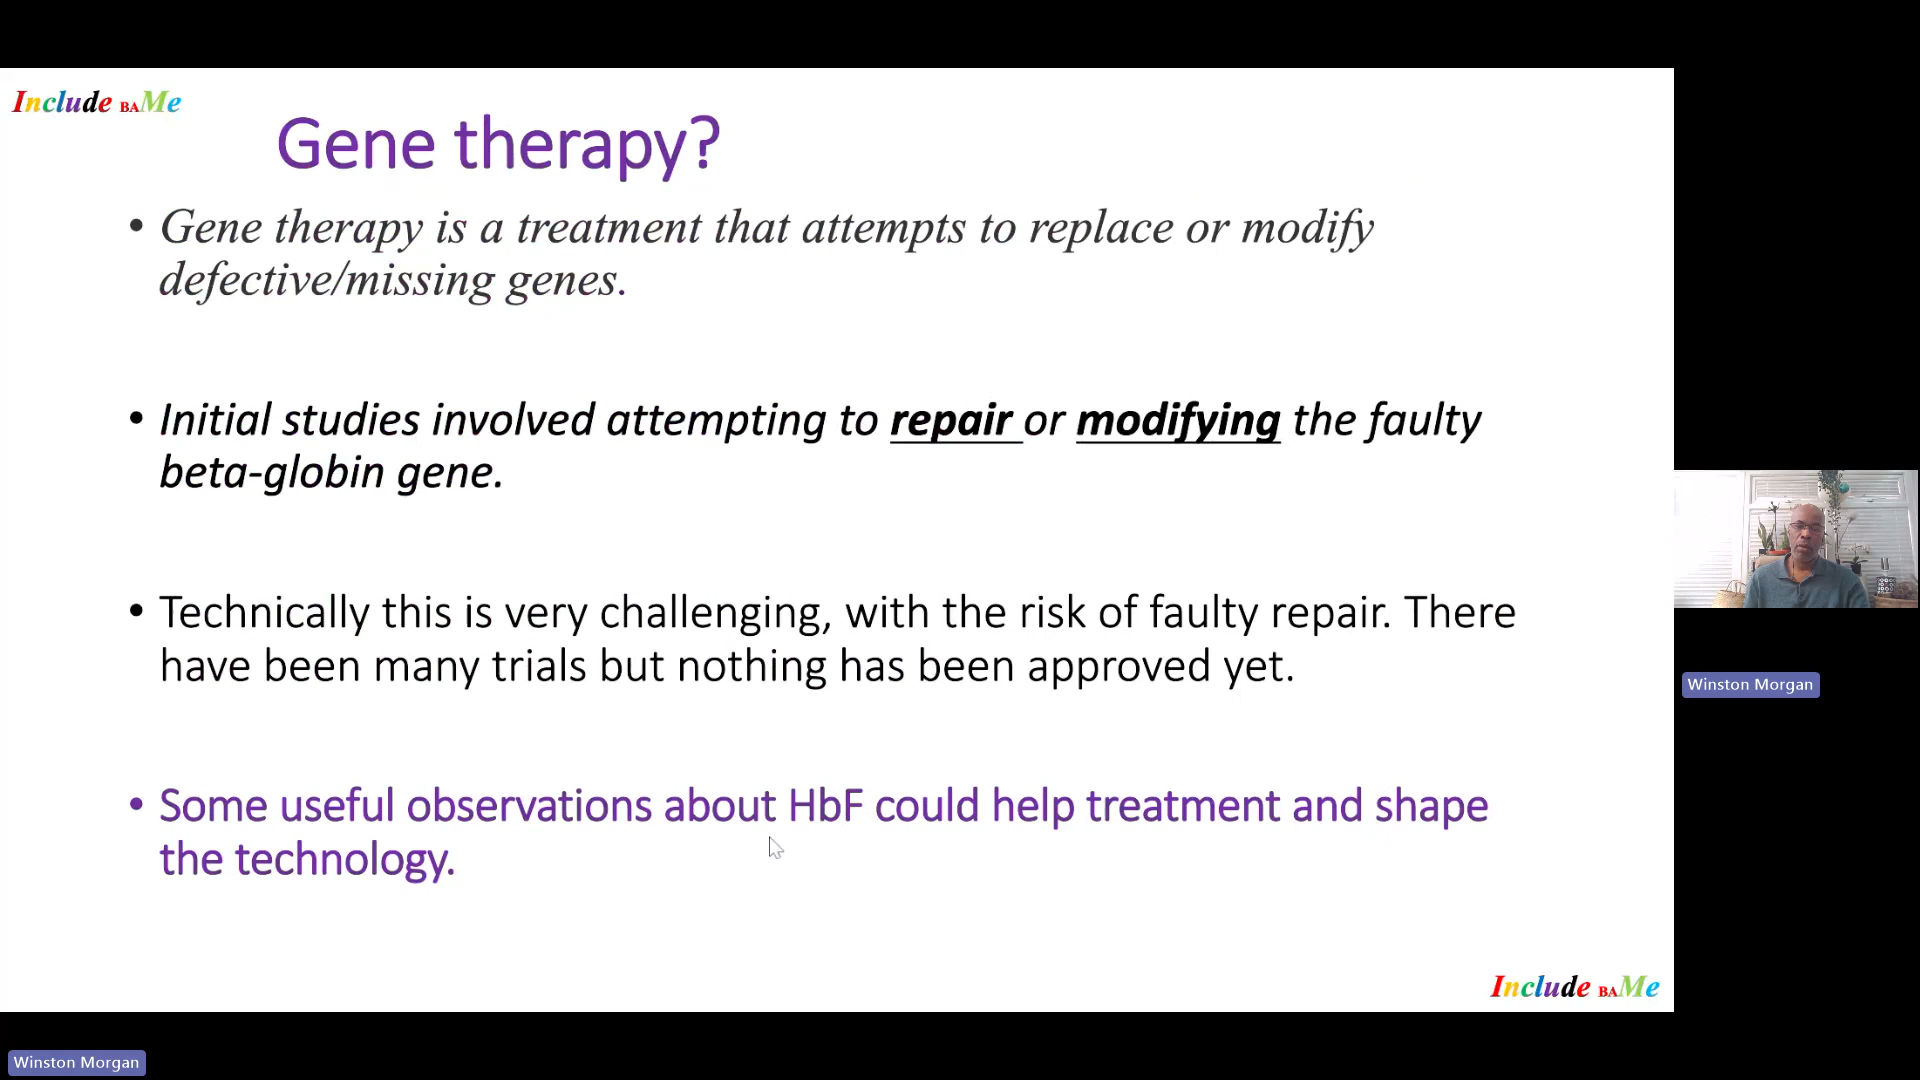 Include BAMe
Gene therapy?
• Gene therapy is a treatment that attempts to replace or modify
defective/missing genes.
• Initial studies involved attempting to repair or modifying the faulty
beta-globin gene.
• Technically this is very challenging, with the risk of faulty repair. There
have been many trials but nothing has been approved yet.
• Some useful observations about HbF could help treatment and shape
the technology.
Include BAMe
Winston Morgan
Winston Morgan